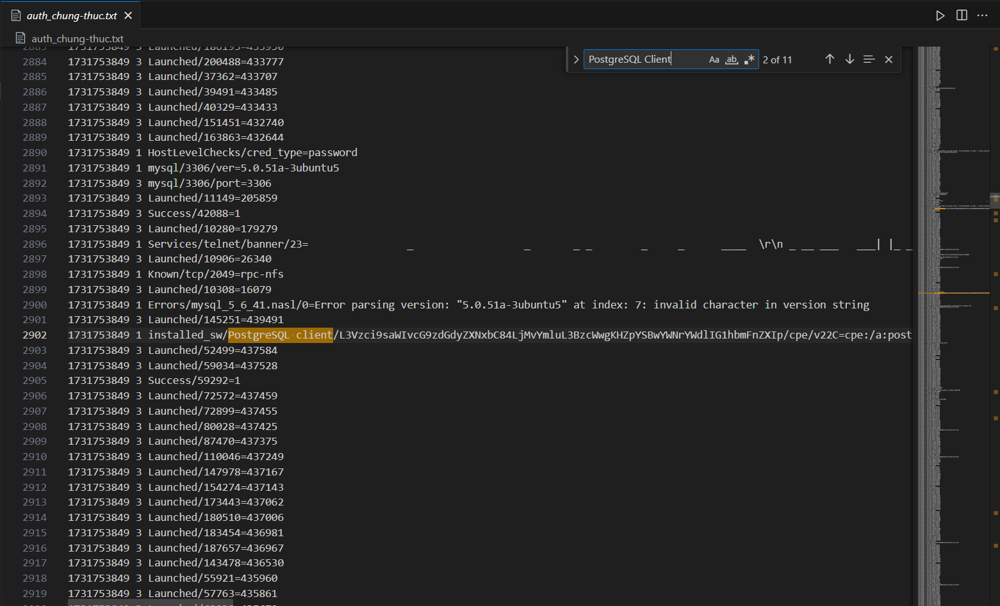 auth_chung-thuc.txt
auth_chung-thuc.txt
PostgreSQL Client
Aa
ab
2 of 11
2883 1731753849 3 Launched/186193=433950
2884 1731753849 3 Launched/200488=433777
2885 1731753849 3 Launched/37362=433707
2886 1731753849 3 Launched/39491=433485
2887 1731753849 3 Launched/40329=433433
2888 1731753849 3 Launched/151451=432740
2889 1731753849 3 Launched/163863=432644
2890 1731753849 1 HostLevelChecks/cred_type=password
2891 1731753849 1 mysql/3306/ver=5.0.51a-3ubuntu5
2892 1731753849 3 mysql/3306/port=3306
2893 1731753849 3 Launched/11149=205859
2894 1731753849 3 Success/42088=1
2895 1731753849 3 Launched/10280=179279
2896 1731753849 1 Services/telnet/banner/23=                _                  _       _ _        _     _      ____  \r\n _ __ ___   ___| |_ _
2897 1731753849 3 Launched/10906=26340
2898 1731753849 1 Known/tcp/2049=rpc-nfs
2899 1731753849 3 Launched/10308=16079
2900 1731753849 1 Errors/mysql_5_6_41.nasl/0=Error parsing version: "5.0.51a-3ubuntu5" at index: 7: invalid character in version string
2901 1731753849 3 Launched/145251=439491
2902 1731753849 1 installed_sw/PostgreSQL client/L3Vzci9saWIvcG9zdGdyZXNxbC84LjMvYmluL3BzcWwgKHZpYSBwYWNrYWdlIG1hbmFnZXIp/cpe/v22C=cpe:/a:post
2903 1731753849 3 Launched/52499=437584
2904 1731753849 3 Launched/59034=437528
2905 1731753849 3 Success/59292=1
2906 1731753849 3 Launched/72572=437459
2907 1731753849 3 Launched/72899=437455
2908 1731753849 3 Launched/80028=437425
2909 1731753849 3 Launched/87470=437375
2910 1731753849 3 Launched/110046=437249
2911 1731753849 3 Launched/147978=437167
2912 1731753849 3 Launched/154274=437143
2913 1731753849 3 Launched/173443=437062
2914 1731753849 3 Launched/180510=437006
2915 1731753849 3 Launched/183454=436981
2916 1731753849 3 Launched/187657=436967
2917 1731753849 3 Launched/143478=436530
2918 1731753849 3 Launched/55921=435960
2919 1731753849 3 Launched/57763=435861